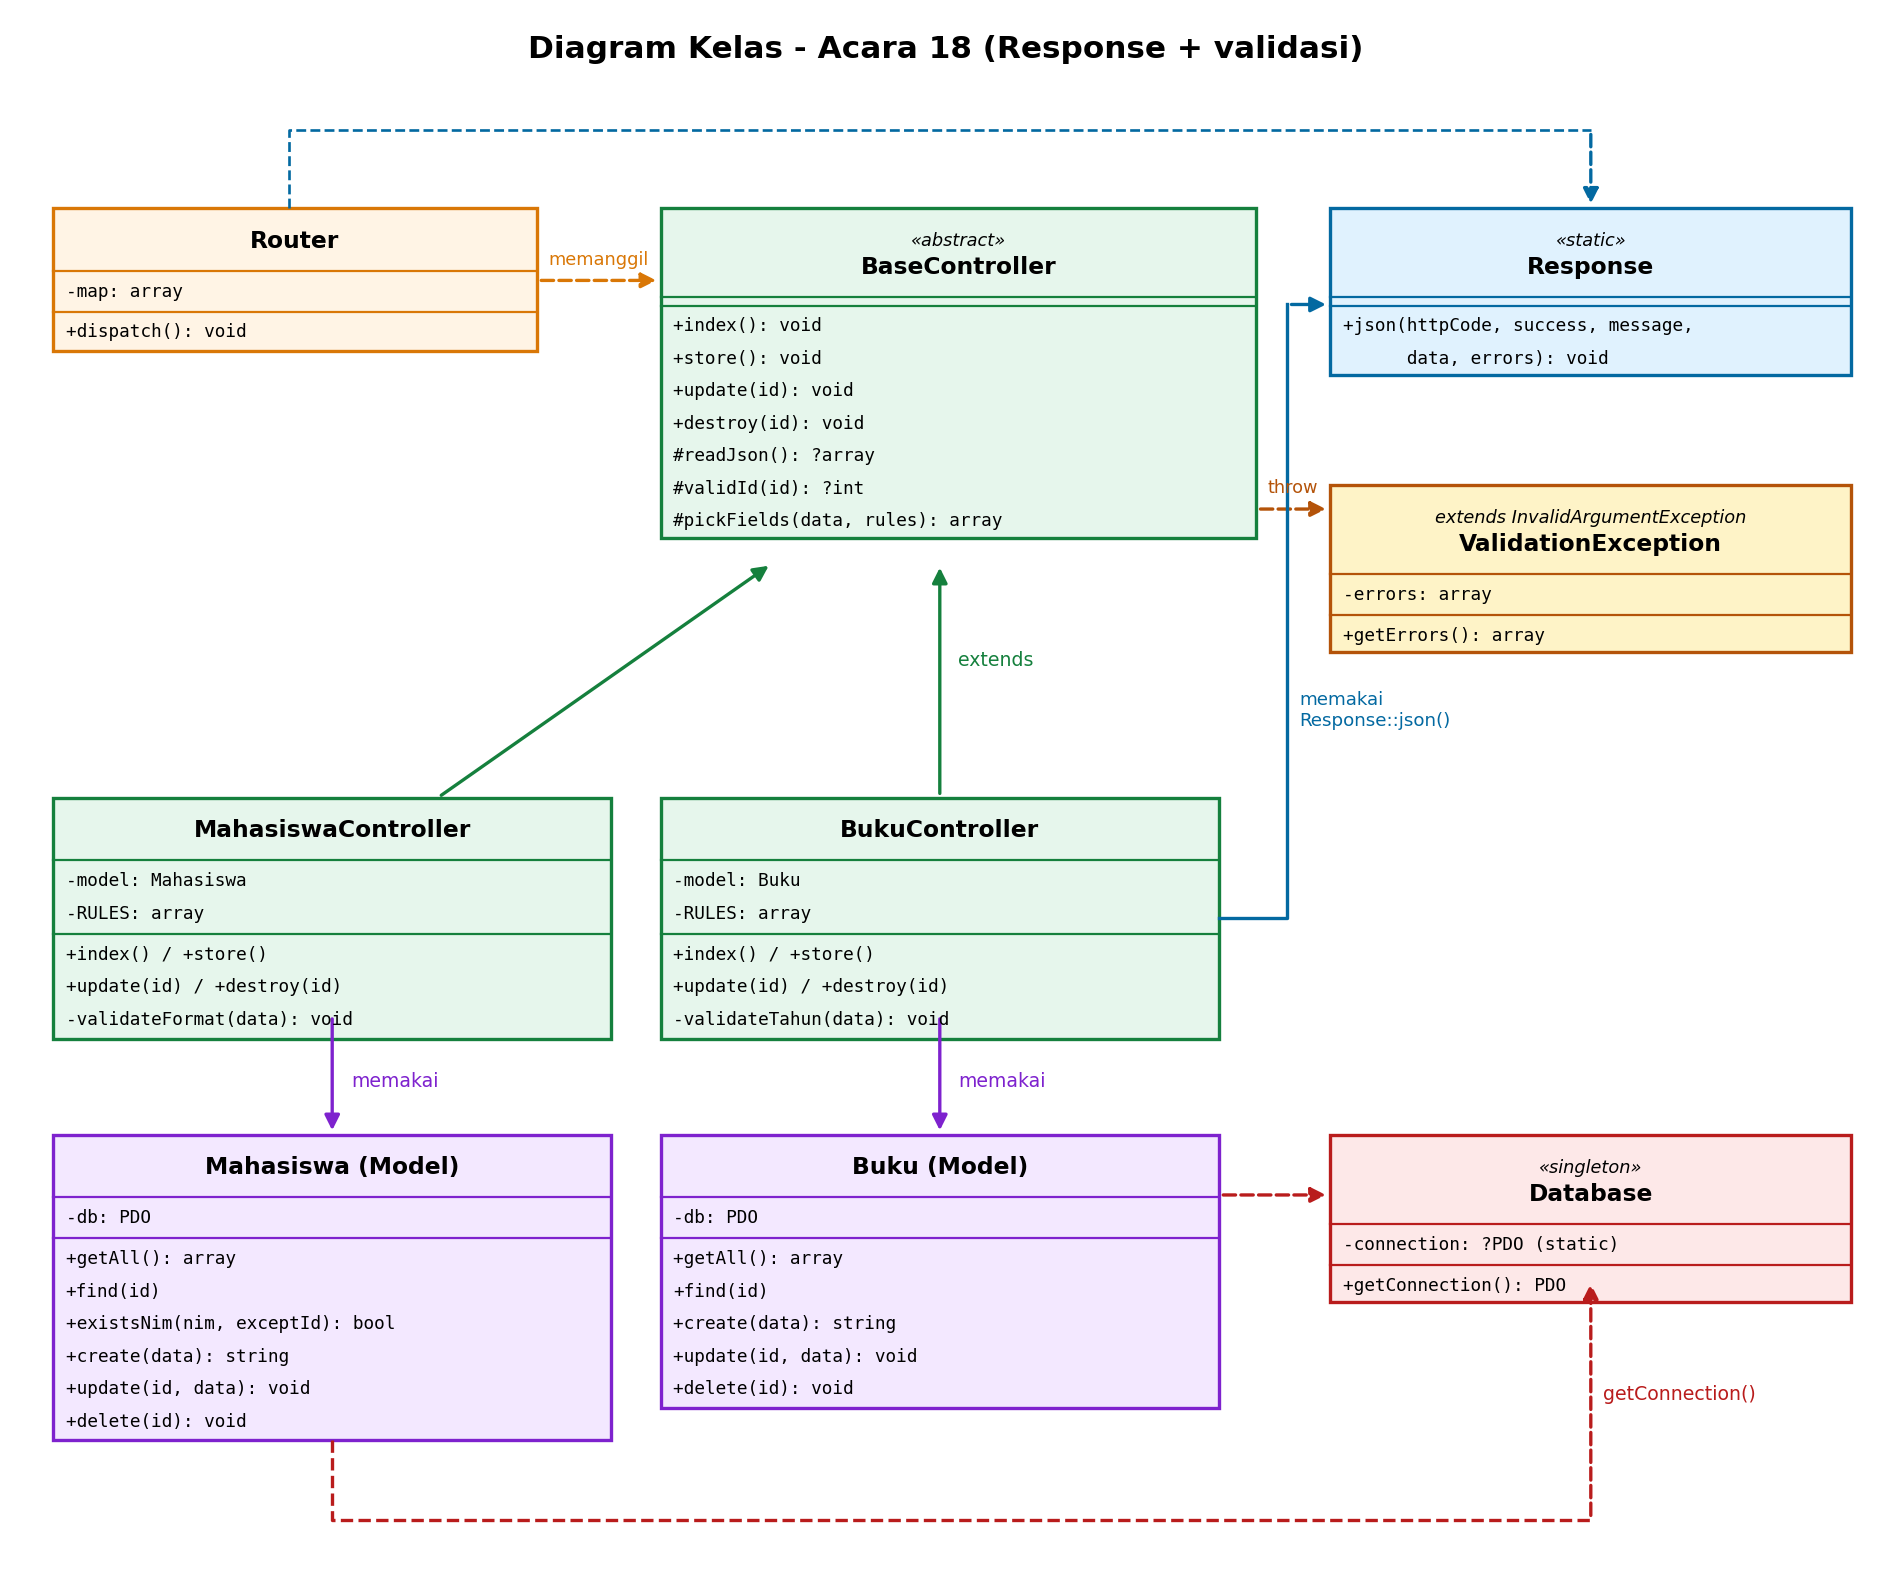 Diagram Kelas - Acara 18 (Response + validasi)
Router
-map: array
+dispatch(): void
memanggil
«abstract»
BaseController
+index(): void
+store(): void
+update(id): void
+destroy(id): void
#readJson(): ?array
#validId(id): ?int
#pickFields(data, rules): array
«static»
Response
+json(httpCode, success, message,
data, errors): void
throw
extends InvalidArgumentException
ValidationException
-errors: array
+getErrors(): array
extends
memakai
Response::json()
MahasiswaController
-model: Mahasiswa
-RULES: array
+index() / +store()
+update(id) / +destroy(id)
-validateFormat(data): void
BukuController
-model: Buku
-RULES: array
+index() / +store()
+update(id) / +destroy(id)
-validateTahun(data): void
memakai
memakai
Mahasiswa (Model)
-db: PDO
+getAll(): array
+find(id)
+existsNim(nim, exceptId): bool
+create(data): string
+update(id, data): void
+delete(id): void
Buku (Model)
-db: PDO
+getAll(): array
+find(id)
+create(data): string
+update(id, data): void
+delete(id): void
«singleton»
Database
-connection: ?PDO (static)
+getConnection(): PDO
getConnection()